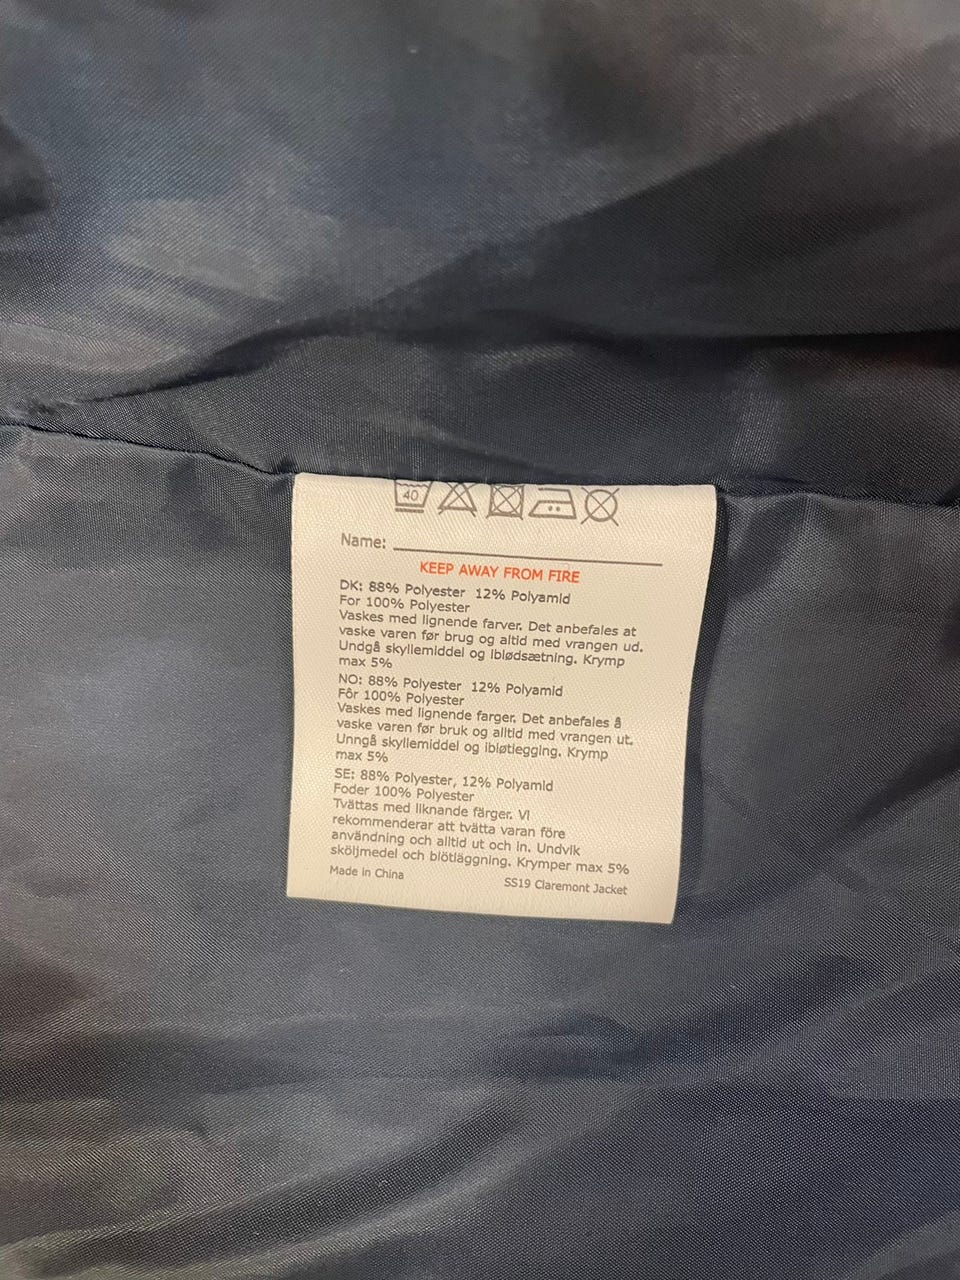 40
Name:
KEEP AWAY FROM FIRE
DK: 88% Polyester 12% Polyamid
For 100% Polyester
Vaskes med lignende farver. Det anbefales at
vaske varen før brug og altid med vrangen ud.
Undgå skyllemiddel og iblødsætning. Krymp
max 5%
NO: 88% Polyester 12% Polyamid
Fôr 100% Polyester
Vaskes med lignende farger. Det anbefales å
vaske varen før bruk og alltid med vrangen ut.
Unngå skyllemiddel og ibløtlegging. Krymp
max 5%
SE: 88% Polyester, 12% Polyamid
Foder 100% Polyester
Tvättas med liknande färger. Vi
rekommenderar att tvätta varan före
användning och alltid ut och in. Undvik
sköljmedel och blötläggning. Krymper max 5%
Made in China
SS19 Claremont Jacket